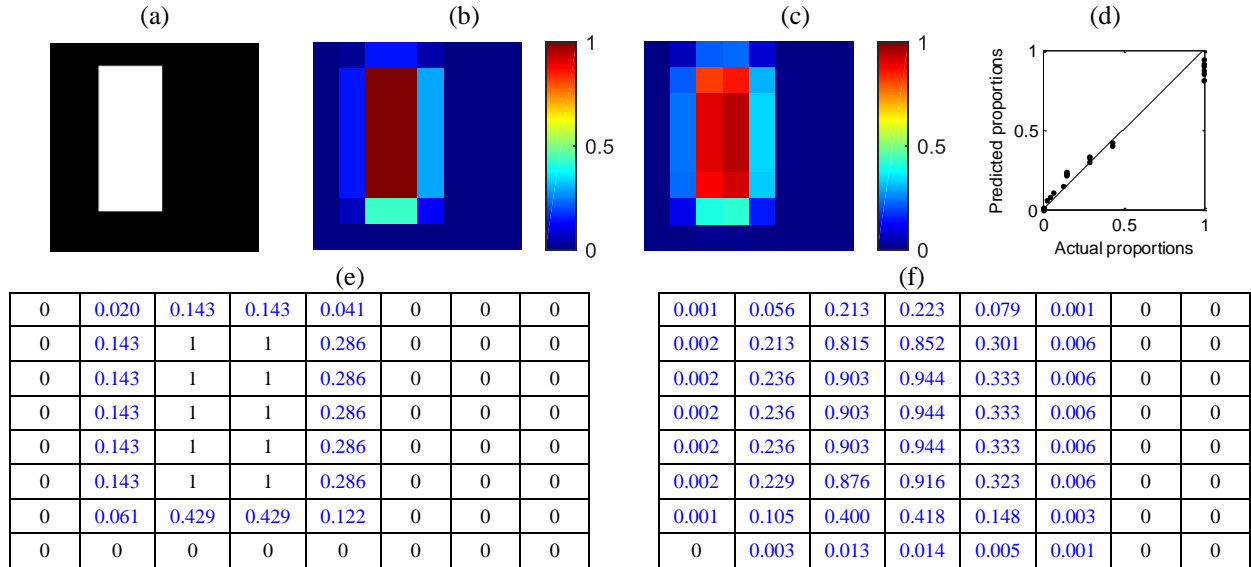 (a) (b) (c) (d)
1
0.5
0
1
0.5
0
1
0.5
0
0 0.5 1
Predicted proportions
Actual proportions
(e)
0 0.020 0.143 0.143 0.041 0 0 0
0 0.143 1 1 0.286 0 0 0
0 0.143 1 1 0.286 0 0 0
0 0.143 1 1 0.286 0 0 0
0 0.143 1 1 0.286 0 0 0
0 0.143 1 1 0.286 0 0 0
0 0.061 0.429 0.429 0.122 0 0 0
0 0 0 0 0 0 0 0
(f)
0.001 0.056 0.213 0.223 0.079 0.001 0 0
0.002 0.213 0.815 0.852 0.301 0.006 0 0
0.002 0.236 0.903 0.944 0.333 0.006 0 0
0.002 0.236 0.903 0.944 0.333 0.006 0 0
0.002 0.236 0.903 0.944 0.333 0.006 0 0
0.002 0.229 0.876 0.916 0.323 0.006 0 0
0.001 0.105 0.400 0.418 0.148 0.003 0 0
0 0.003 0.013 0.014 0.005 0.001 0 0